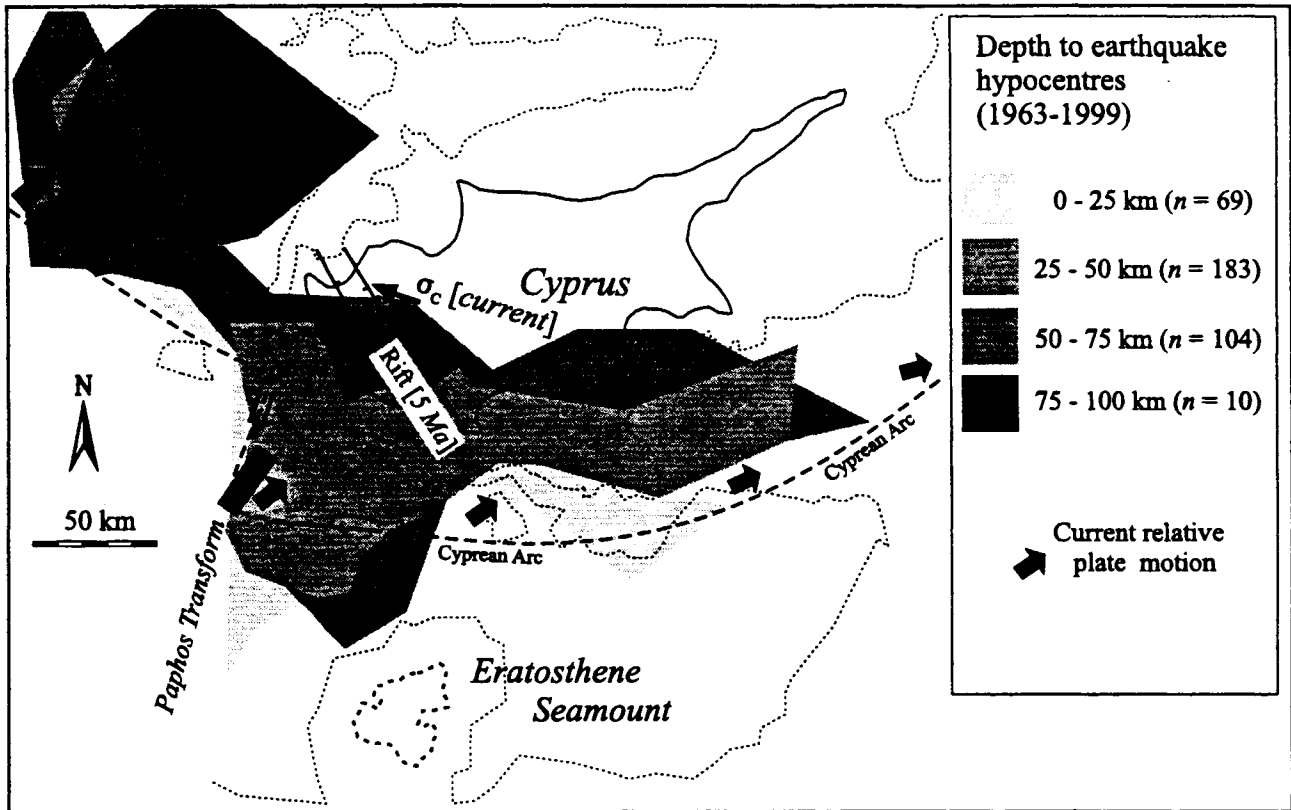 Depth to earthquake
hypocentres
(1963-1999)
0 - 25 km (n = 69)
25 - 50 km (n = 183)
50 - 75 km (n = 104)
75 - 100 km (n = 10)
Current relative
plate motion
Cyprus
σc [current]
Rift [5 Ma]
N
50 km
Paphos Transform
Cyprean Arc
Cyprean Arc
Eratosthene
Seamount